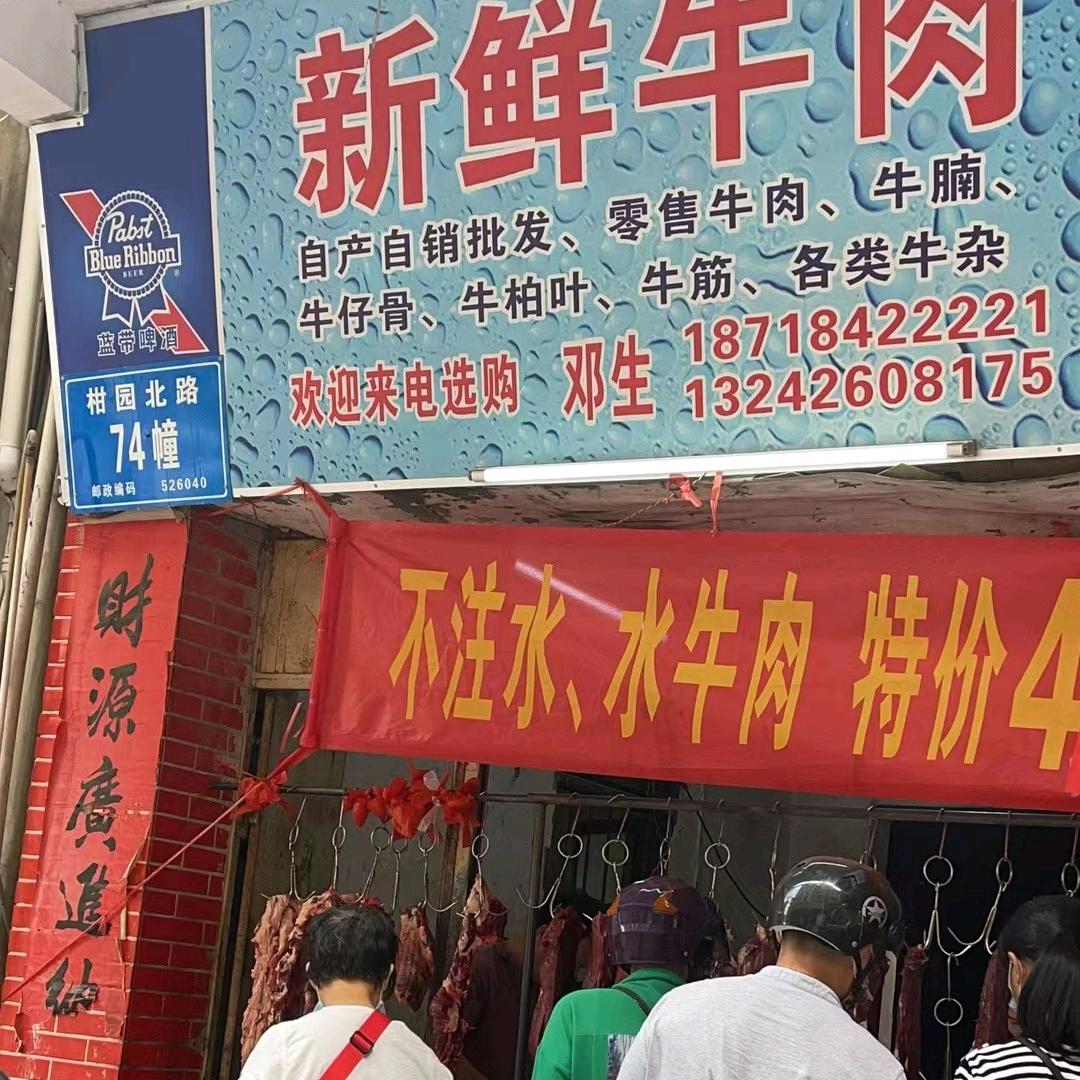 新鲜牛肉
自产自销批发、零售牛肉、牛腩、
牛仔骨、牛柏叶、牛筋、各类牛杂
欢迎来电选购 邓生 18718422221
13242608175
Pabst
Blue Ribbon
BEER
®
蓝带啤酒
柑园北路
74幢
邮政编码 526040
不注水、水牛肉 特价4
財源廣進納